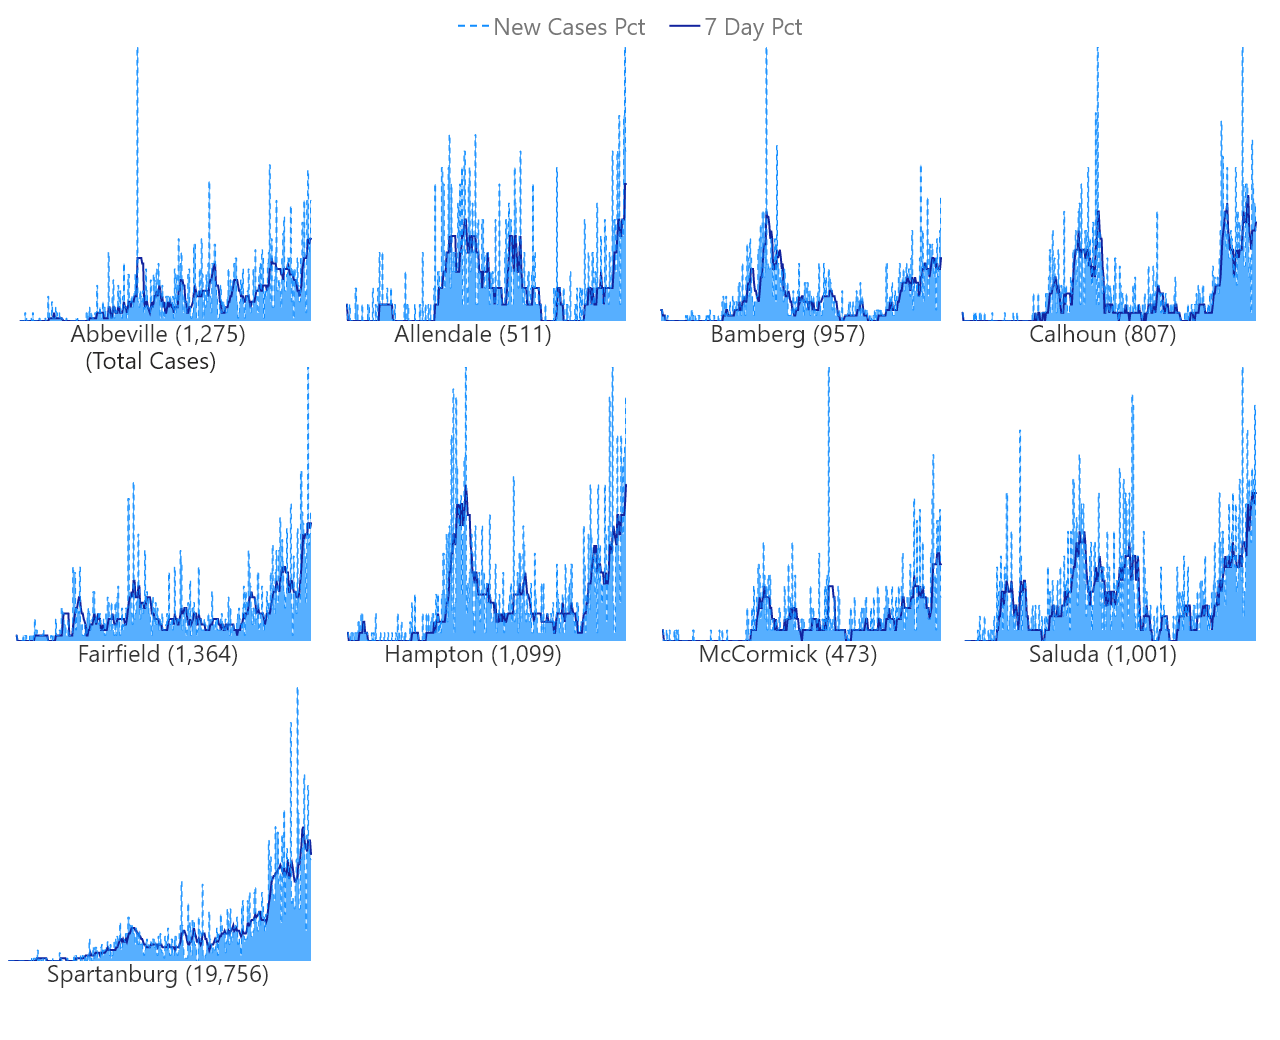 New Cases Pct 7 Day Pct
Abbeville (1,275)
(Total Cases)
Allendale (511)
Bamberg (957)
Calhoun (807)
Fairfield (1,364)
Hampton (1,099)
McCormick (473)
Saluda (1,001)
Spartanburg (19,756)